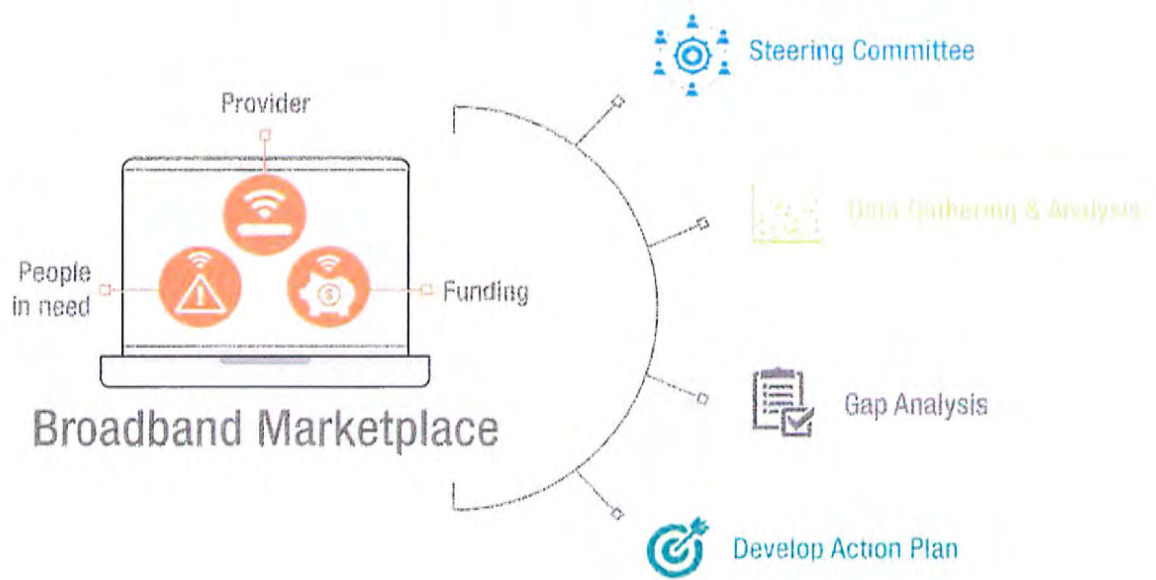 Steering Committee
Provider
Data Gathering & Analysis
People
in need
Funding
$
Gap Analysis
Broadband Marketplace
Develop Action Plan